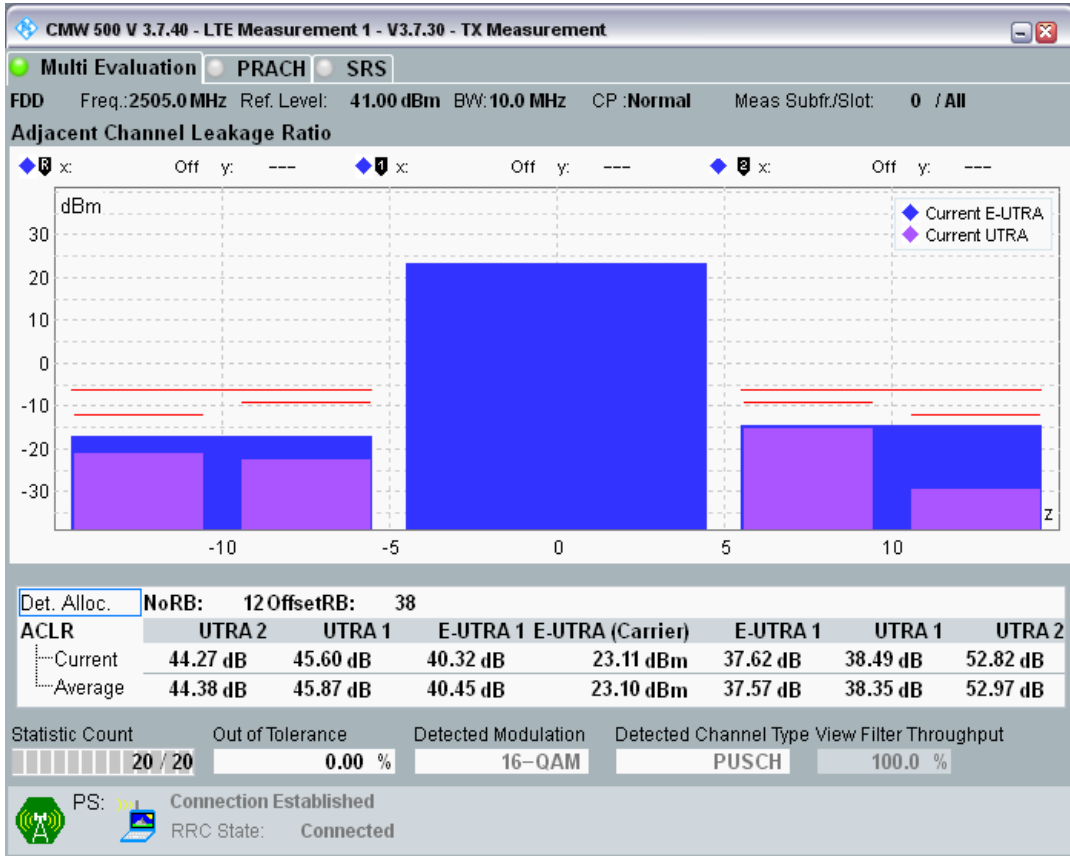 CMW 500 V 3.7.40 - LTE Measurement 1 - V3.7.30 - TX Measurement
Multi Evaluation PRACH SRS
FDD Freq.:2505.0 MHz Ref. Level: 41.00 dBm BW: 10.0 MHz CP :Normal Meas Subfr./Slot: 0 / All
Adjacent Channel Leakage Ratio
R x: Off y: --- 1 x: Off y: --- 2 x: Off y: ---
dBm
Current E-UTRA
Current UTRA
30
20
10
0
-10
-20
-30
z
-10 -5 0 5 10
Det. Alloc. NoRB: 12 OffsetRB: 38
ACLR UTRA 2 UTRA 1 E-UTRA 1 E-UTRA (Carrier) E-UTRA 1 UTRA 1 UTRA 2
Current 44.27 dB 45.60 dB 40.32 dB 23.11 dBm 37.62 dB 38.49 dB 52.82 dB
Average 44.38 dB 45.87 dB 40.45 dB 23.10 dBm 37.57 dB 38.35 dB 52.97 dB
Statistic Count Out of Tolerance Detected Modulation Detected Channel Type View Filter Throughput
20 / 20 0.00 % 16-QAM PUSCH 100.0 %
PS: Connection Established
RRC State: Connected